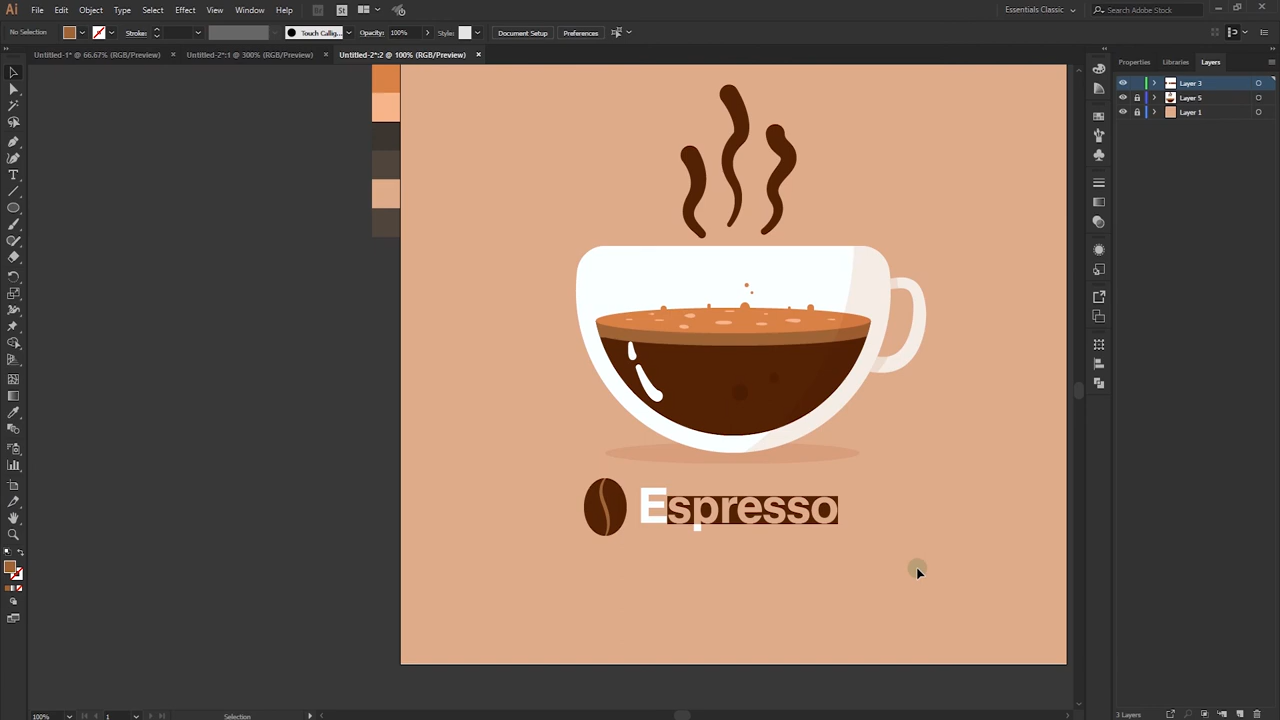 Ai File Edit Object Type Select Effect View Window Help Br St Essentials Classic Search Adobe Stock
No Selection Stroke: Touch Callig... Opacity: 100% Style: Document Setup Preferences
Untitled-1* @ 66.67% (RGB/Preview) × Untitled-2*:1 @ 300% (RGB/Preview) × Untitled-2*:2 @ 100% (RGB/Preview) ×
Properties Libraries Layers
Layer 3
Layer 5
Layer 1
Espresso
100% 1 Selection 3 Layers